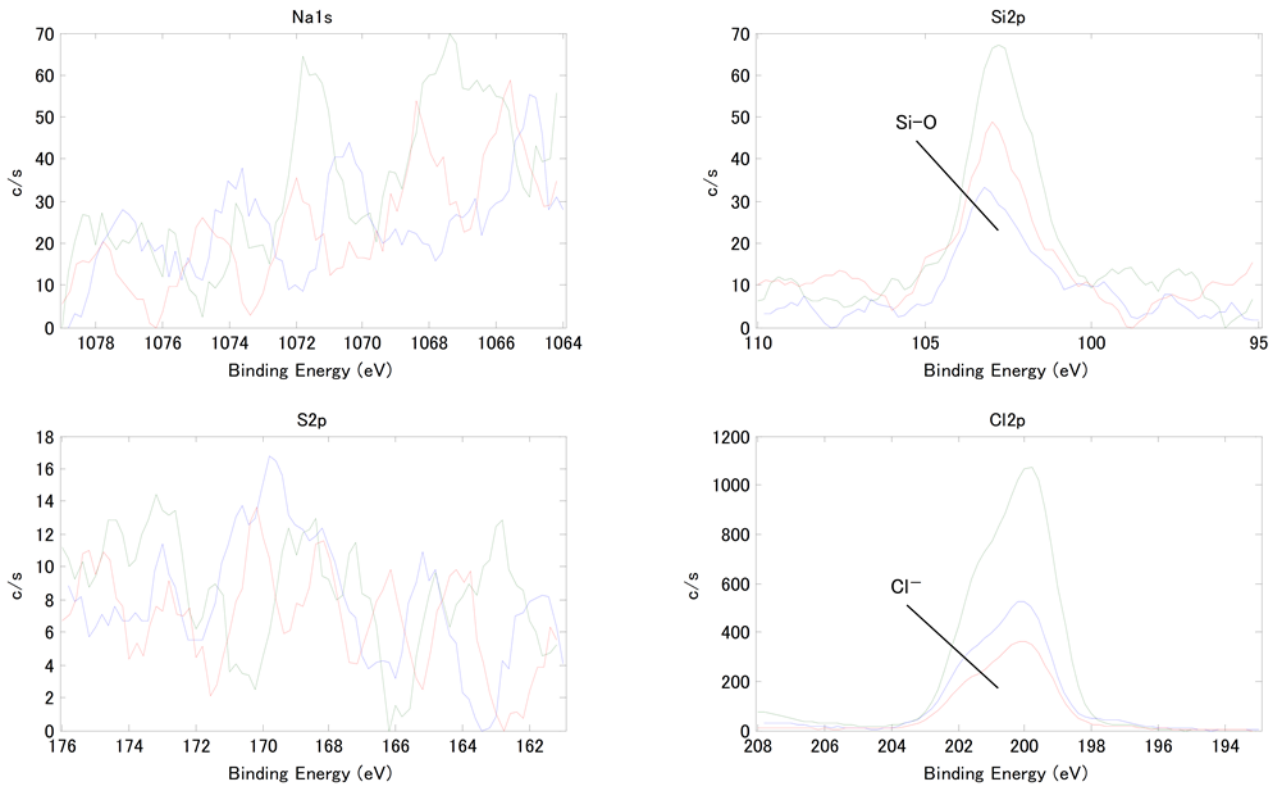 Na1s
70
60
50
40
30
20
10
0
c/s
1078 1076 1074 1072 1070 1068 1066 1064
Binding Energy (eV)
Si2p
70
60
50
40
30
20
10
0
c/s
Si-O
110 105 100 95
Binding Energy (eV)
S2p
18
16
14
12
10
8
6
4
2
0
c/s
176 174 172 170 168 166 164 162
Binding Energy (eV)
Cl2p
1200
1000
800
600
400
200
0
c/s
Cl⁻
208 206 204 202 200 198 196 194
Binding Energy (eV)